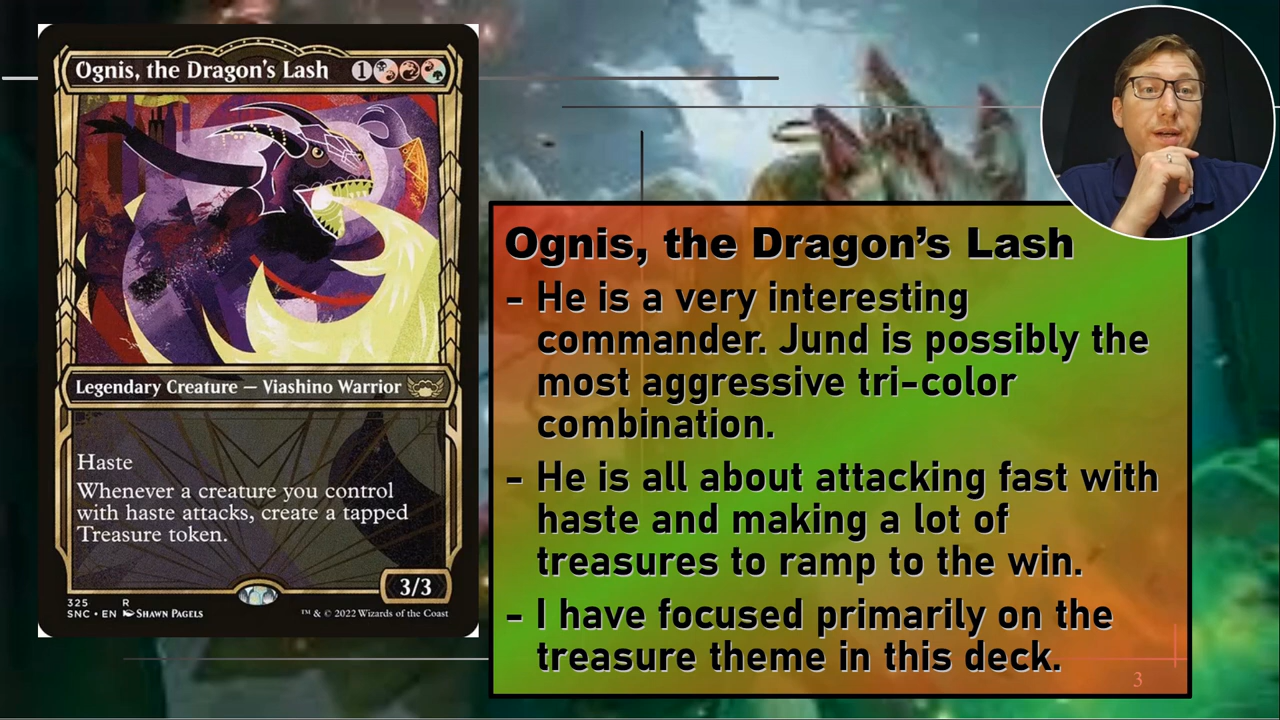 Ognis, the Dragon's Lash 1
Legendary Creature — Viashino Warrior
Haste
Whenever a creature you control
with haste attacks, create a tapped
Treasure token.
3/3
325 R
SNC • EN Shawn Pagels
™ & © 2022 Wizards of the Coast
Ognis, the Dragon's Lash
- He is a very interesting
commander. Jund is possibly the
most aggressive tri-color
combination.
- He is all about attacking fast with
haste and making a lot of
treasures to ramp to the win.
- I have focused primarily on the
treasure theme in this deck.
3